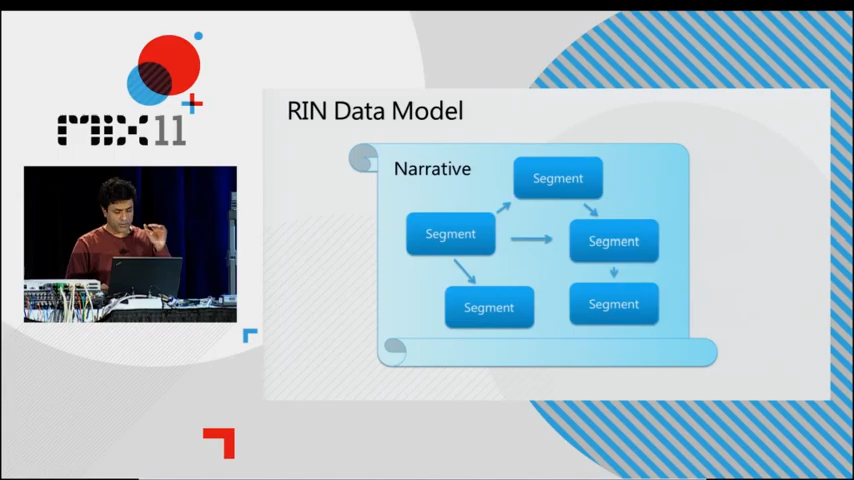 MIX11
RIN Data Model
Narrative
Segment
Segment
Segment
Segment
Segment